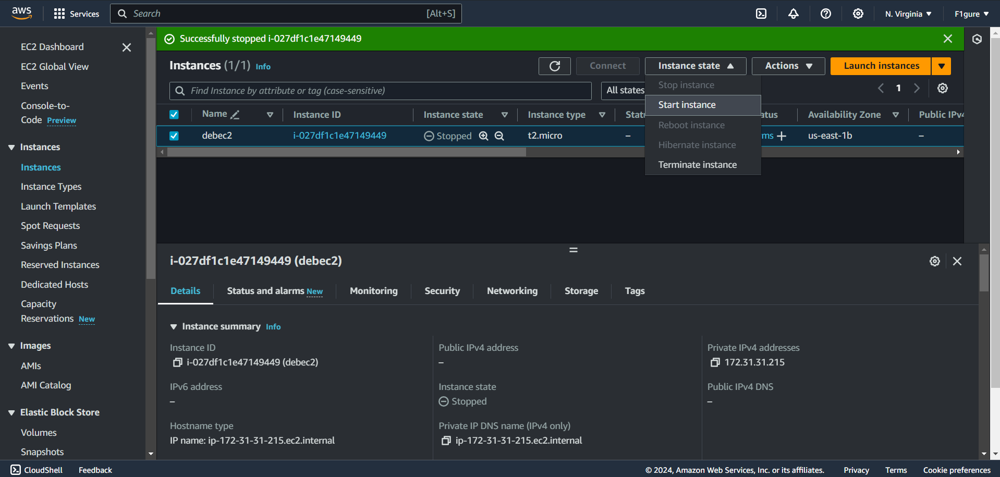 aws
Services
Search
[Alt+S]
N. Virginia
F1gure
EC2 Dashboard
EC2 Global View
Events
Console-to-
Code Preview
Instances
Instances
Instance Types
Launch Templates
Spot Requests
Savings Plans
Reserved Instances
Dedicated Hosts
Capacity
Reservations New
Images
AMIs
AMI Catalog
Elastic Block Store
Volumes
Snapshots
Successfully stopped i-027df1c1e47149449
Instances (1/1) Info
Connect
Instance state
Actions
Launch instances
Find Instance by attribute or tag (case-sensitive)
All states
1
Stop instance
Start instance
Reboot instance
Hibernate instance
Terminate instance
Name Instance ID Instance state Instance type Statu atus Availability Zone Public IPv4
debec2 i-027df1c1e47149449 Stopped t2.micro – ms + us-east-1b –
i-027df1c1e47149449 (debec2)
Details Status and alarms New Monitoring Security Networking Storage Tags
Instance summary Info
Instance ID
i-027df1c1e47149449 (debec2)
Public IPv4 address
–
Private IPv4 addresses
172.31.31.215
IPv6 address
–
Instance state
Stopped
Public IPv4 DNS
–
Hostname type
IP name: ip-172-31-31-215.ec2.internal
Private IP DNS name (IPv4 only)
ip-172-31-31-215.ec2.internal
CloudShell Feedback © 2024, Amazon Web Services, Inc. or its affiliates. Privacy Terms Cookie preferences